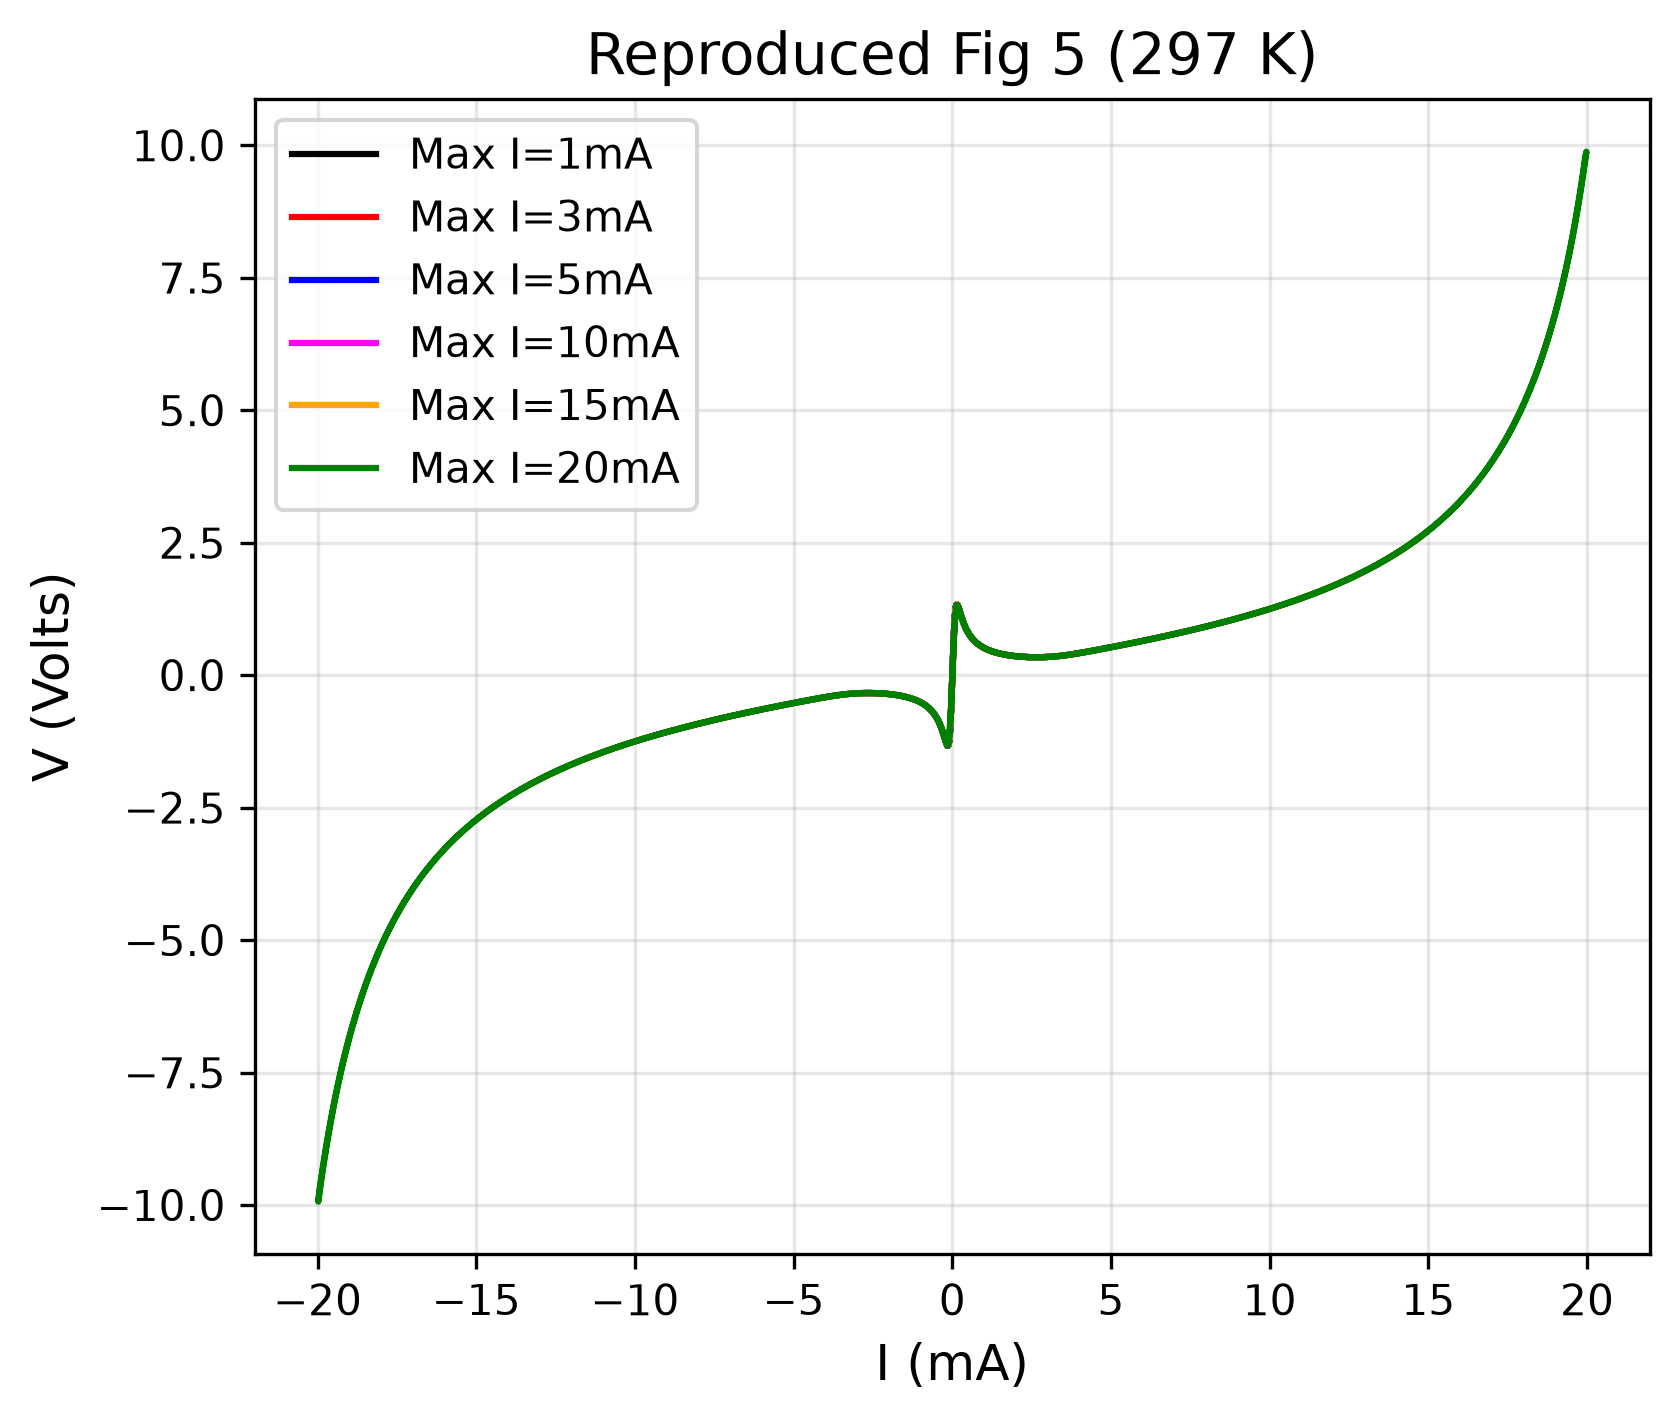 Reproduced Fig 5 (297 K)
Max I=1mA
Max I=3mA
Max I=5mA
Max I=10mA
Max I=15mA
Max I=20mA
10.0
7.5
5.0
2.5
0.0
−2.5
−5.0
−7.5
−10.0
V (Volts)
−20 −15 −10 −5 0 5 10 15 20
I (mA)